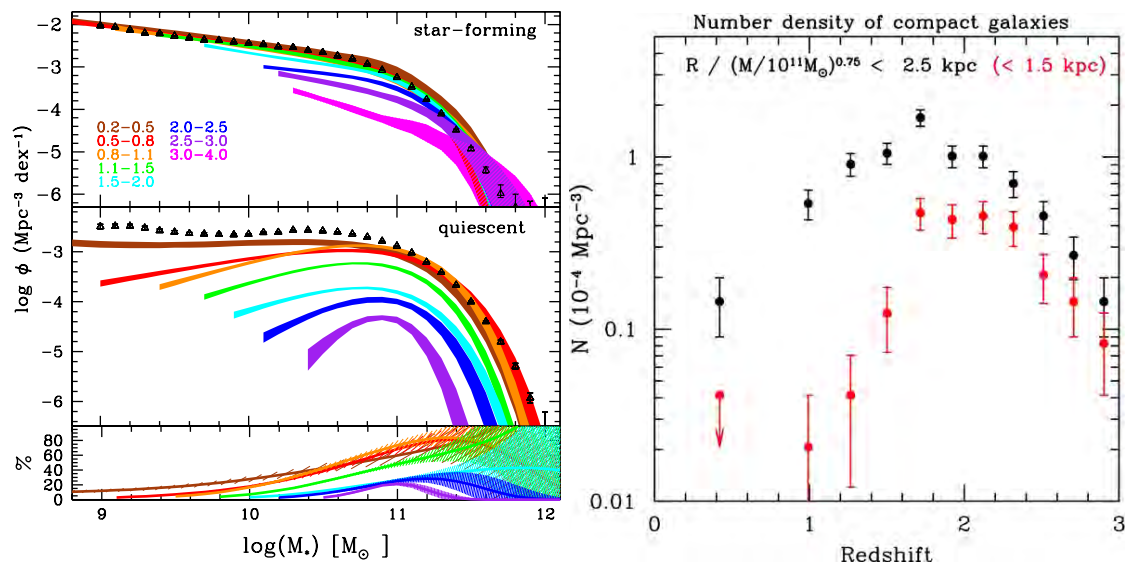 star-forming
0.2-0.5 2.0-2.5
0.5-0.8 2.5-3.0
0.8-1.1 3.0-4.0
1.1-1.5
1.5-2.0
-2
-3
-4
-5
-6
quiescent
-3
-4
-5
-6
log ϕ (Mpc⁻³ dex⁻¹)
80
60
40
20
0
%
9 10 11 12
log(M⁎) [M☉]
Number density of compact galaxies
R / (M/10¹¹M☉)⁰·⁷⁵ < 2.5 kpc (< 1.5 kpc)
1
0.1
0.01
N (10⁻⁴ Mpc⁻³)
0 1 2 3
Redshift